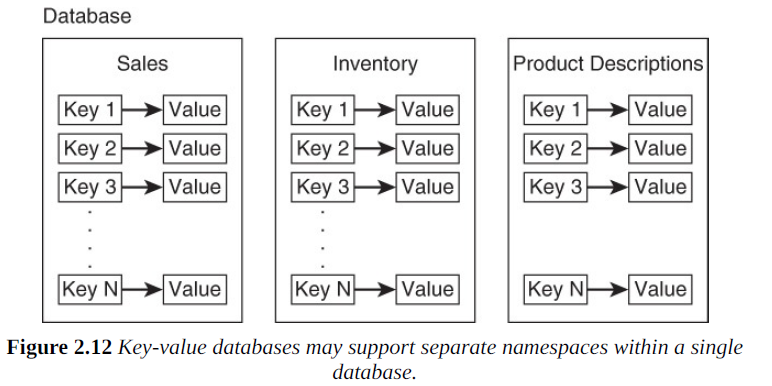 Database
Sales
Key 1 Value
Key 2 Value
Key 3 Value
.
.
.
.
Key N Value
Inventory
Key 1 Value
Key 2 Value
Key 3 Value
.
.
.
.
Key N Value
Product Descriptions
Key 1 Value
Key 2 Value
Key 3 Value
Key N Value
Figure 2.12 Key-value databases may support separate namespaces within a single
database.